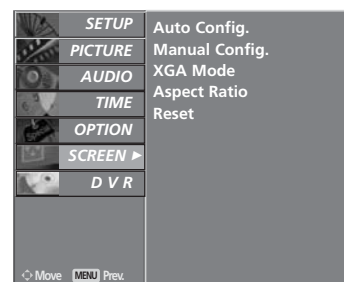 SETUP
PICTURE
AUDIO
TIME
OPTION
SCREEN ►
D V R
Auto Config.
Manual Config.
XGA Mode
Aspect Ratio
Reset
Move MENU Prev.